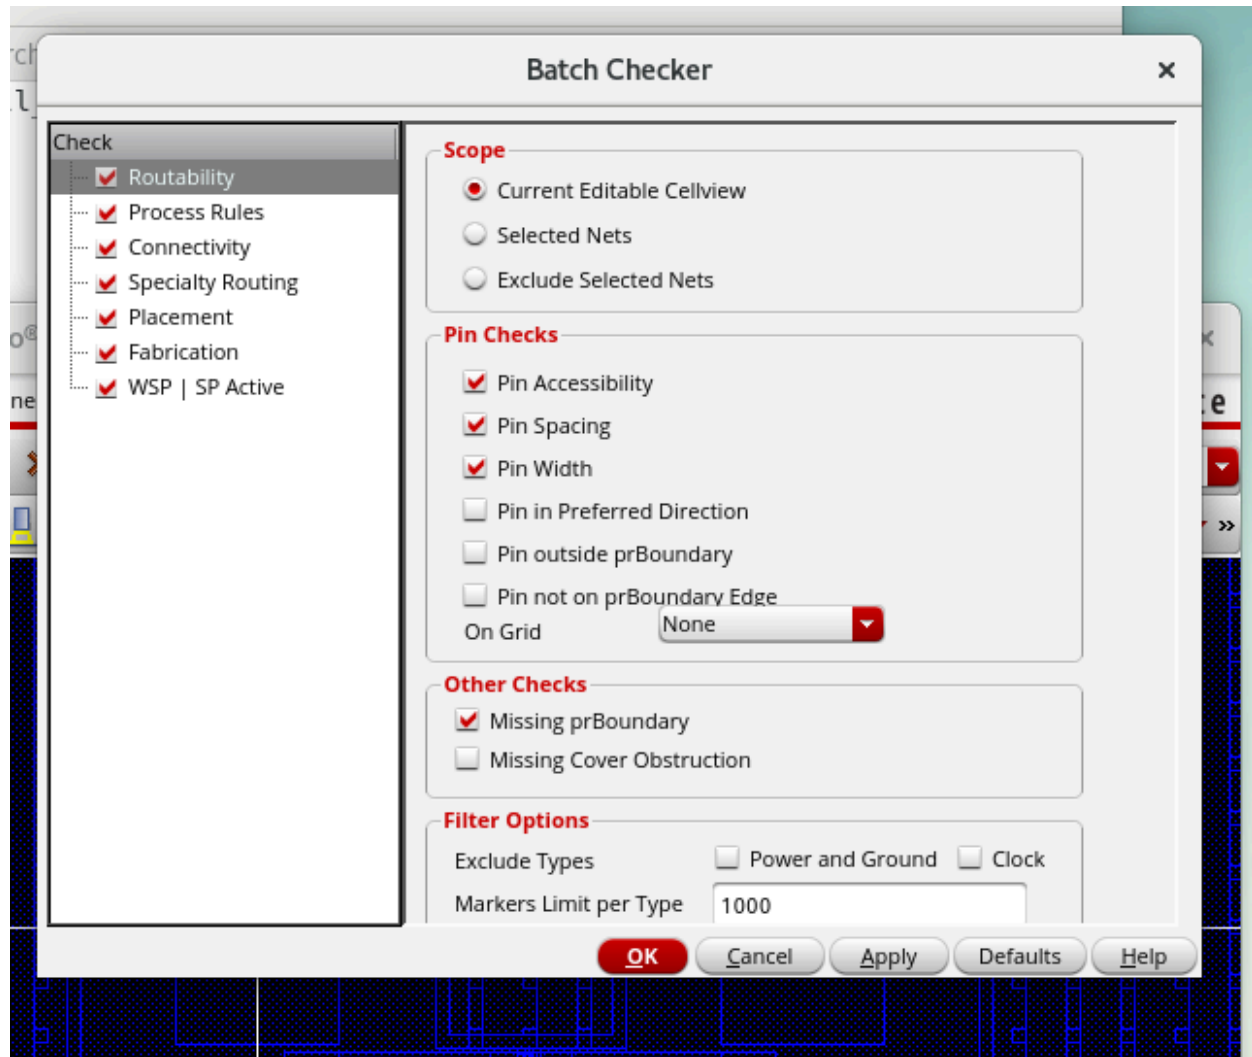 Batch Checker
Check
Routability
Process Rules
Connectivity
Specialty Routing
Placement
Fabrication
WSP | SP Active
Scope
Current Editable Cellview
Selected Nets
Exclude Selected Nets
Pin Checks
Pin Accessibility
Pin Spacing
Pin Width
Pin in Preferred Direction
Pin outside prBoundary
Pin not on prBoundary Edge
On Grid None
Other Checks
Missing prBoundary
Missing Cover Obstruction
Filter Options
Exclude Types Power and Ground Clock
Markers Limit per Type 1000
OK Cancel Apply Defaults Help